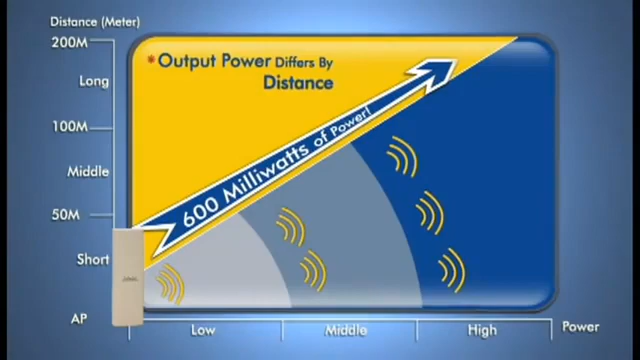 Distance (Meter)
200M
* Output Power Differs By
Distance
Long
600 Milliwatts of Power!
100M
Middle
50M
Short
AP
Low
Middle
High
Power